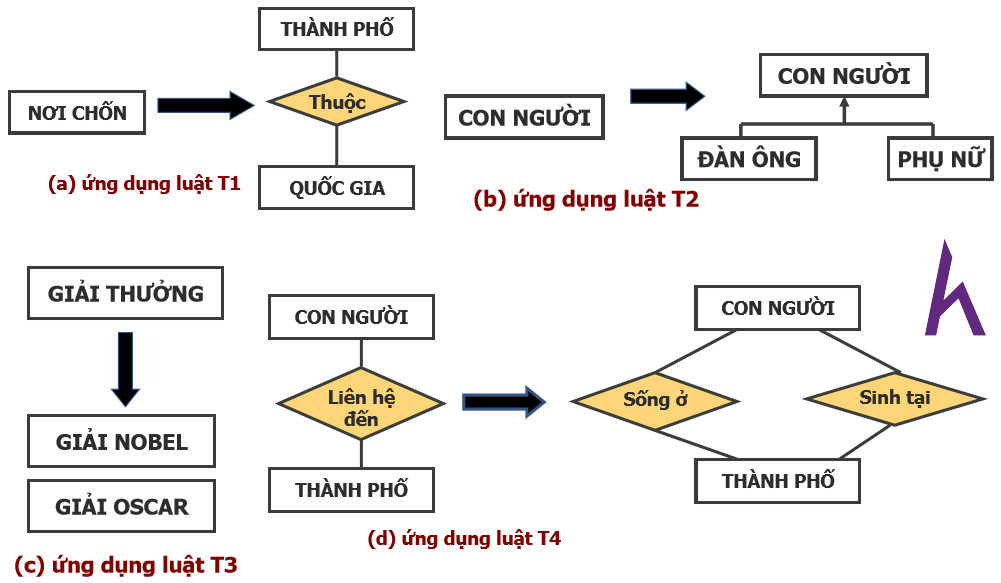 THÀNH PHỐ
NƠI CHỐN
Thuộc
QUỐC GIA
(a) ứng dụng luật T1
CON NGƯỜI
CON NGƯỜI
ĐÀN ÔNG
PHỤ NỮ
(b) ứng dụng luật T2
GIẢI THƯỞNG
GIẢI NOBEL
GIẢI OSCAR
(c) ứng dụng luật T3
CON NGƯỜI
Liên hệ
đến
THÀNH PHỐ
CON NGƯỜI
Sống ở
Sinh tại
THÀNH PHỐ
(d) ứng dụng luật T4